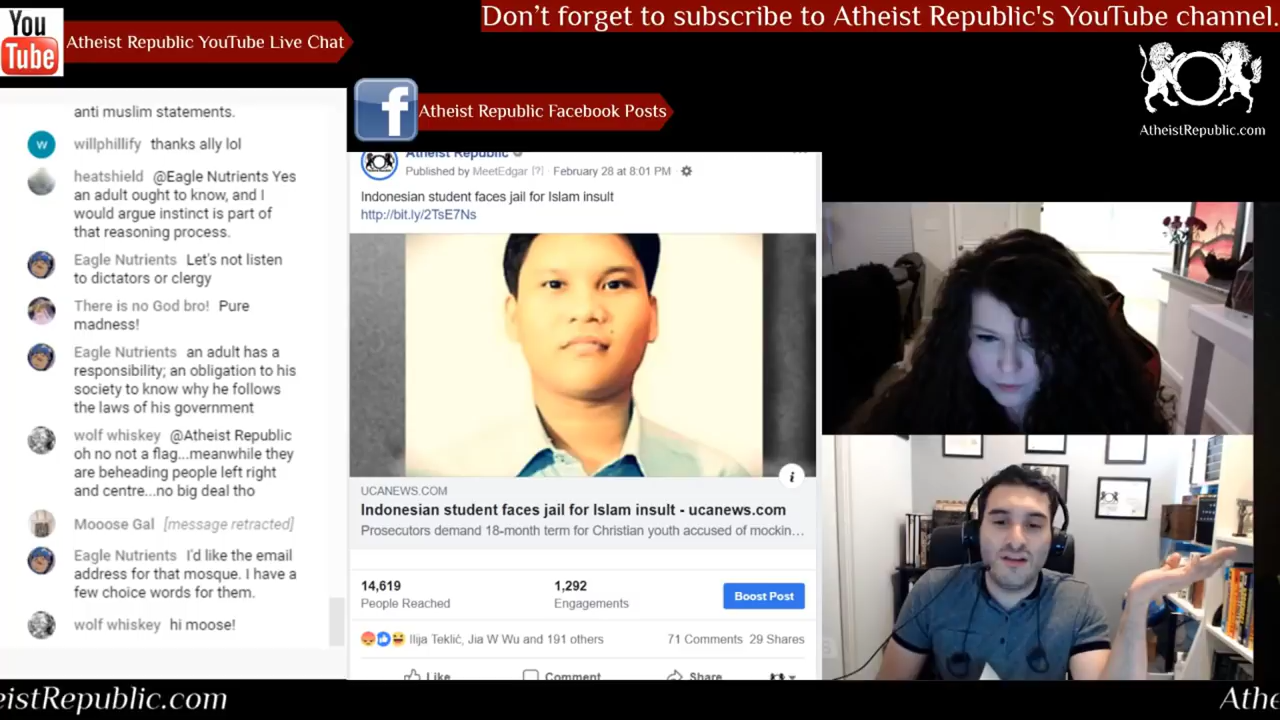 You
Tube
Atheist Republic YouTube Live Chat
Don't forget to subscribe to Atheist Republic's YouTube channel.
AtheistRepublic.com
Atheist Republic Facebook Posts
anti muslim statements.
W
willphillify thanks ally lol
heatshield @Eagle Nutrients Yes
an adult ought to know, and I
would argue instinct is part of
that reasoning process.
Eagle Nutrients Let's not listen
to dictators or clergy
There is no God bro! Pure
madness!
Eagle Nutrients an adult has a
responsibility; an obligation to his
society to know why he follows
the laws of his government
wolf whiskey @Atheist Republic
oh no not a flag...meanwhile they
are beheading people left right
and centre...no big deal tho
Mooose Gal [message retracted]
Eagle Nutrients I'd like the email
address for that mosque. I have a
few choice words for them.
wolf whiskey hi moose!
f
Atheist Republic
Published by MeetEdgar [?] · February 28 at 8:01 PM ·
Indonesian student faces jail for Islam insult
http://bit.ly/2TsE7Ns
i
UCANEWS.COM
Indonesian student faces jail for Islam insult - ucanews.com
Prosecutors demand 18-month term for Christian youth accused of mockin...
14,619
People Reached
1,292
Engagements
Boost Post
Ilija Teklić, Jia W Wu and 191 others
71 Comments 29 Shares
Like
Comment
Share
eistRepublic.com
Athe